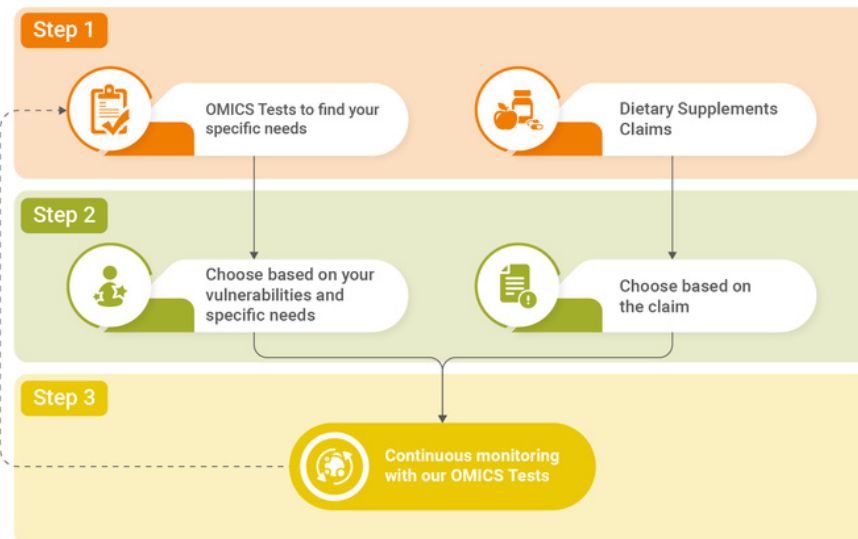 Step 1
OMICS Tests to find your
specific needs
Dietary Supplements
Claims
Step 2
Choose based on your
vulnerabilities and
specific needs
Choose based on
the claim
Step 3
Continuous monitoring
with our OMICS Tests